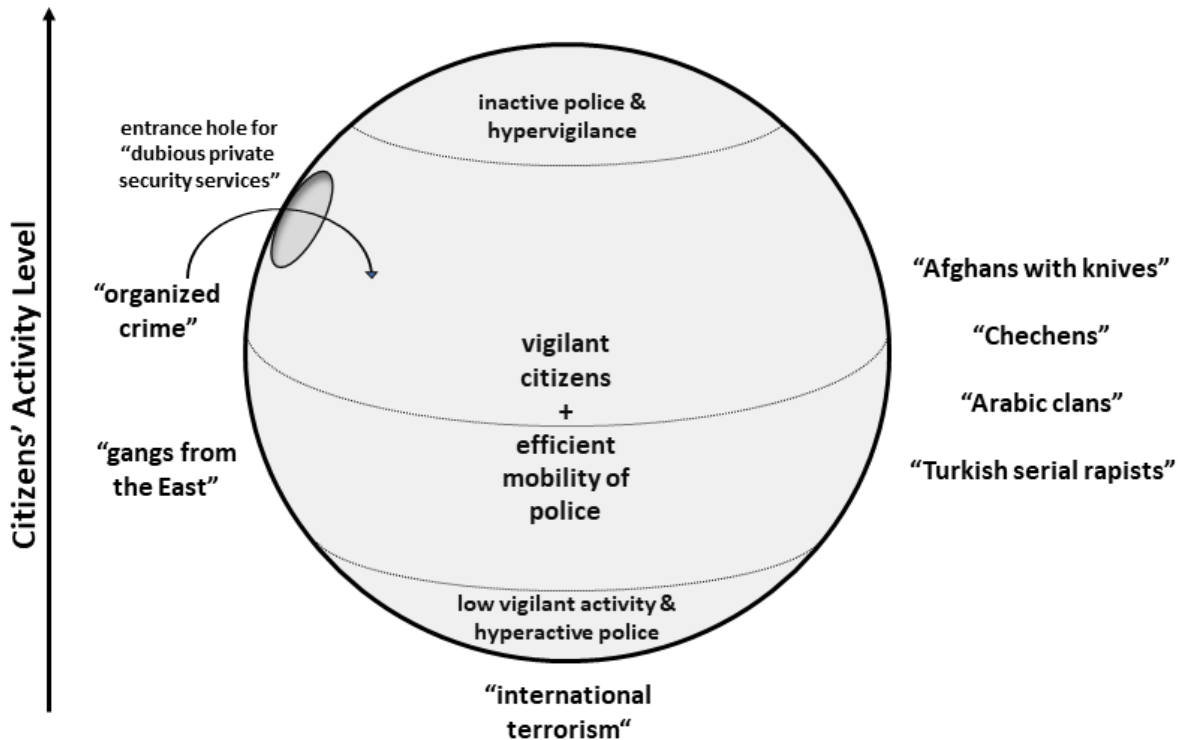 Citizens’ Activity Level
inactive police &
hypervigilance
entrance hole for
“dubious private
security services”
“organized
crime”
“gangs from
the East”
vigilant
citizens
+
efficient
mobility of
police
low vigilant activity &
hyperactive police
“Afghans with knives”
“Chechens”
“Arabic clans”
“Turkish serial rapists”
“international
terrorism“